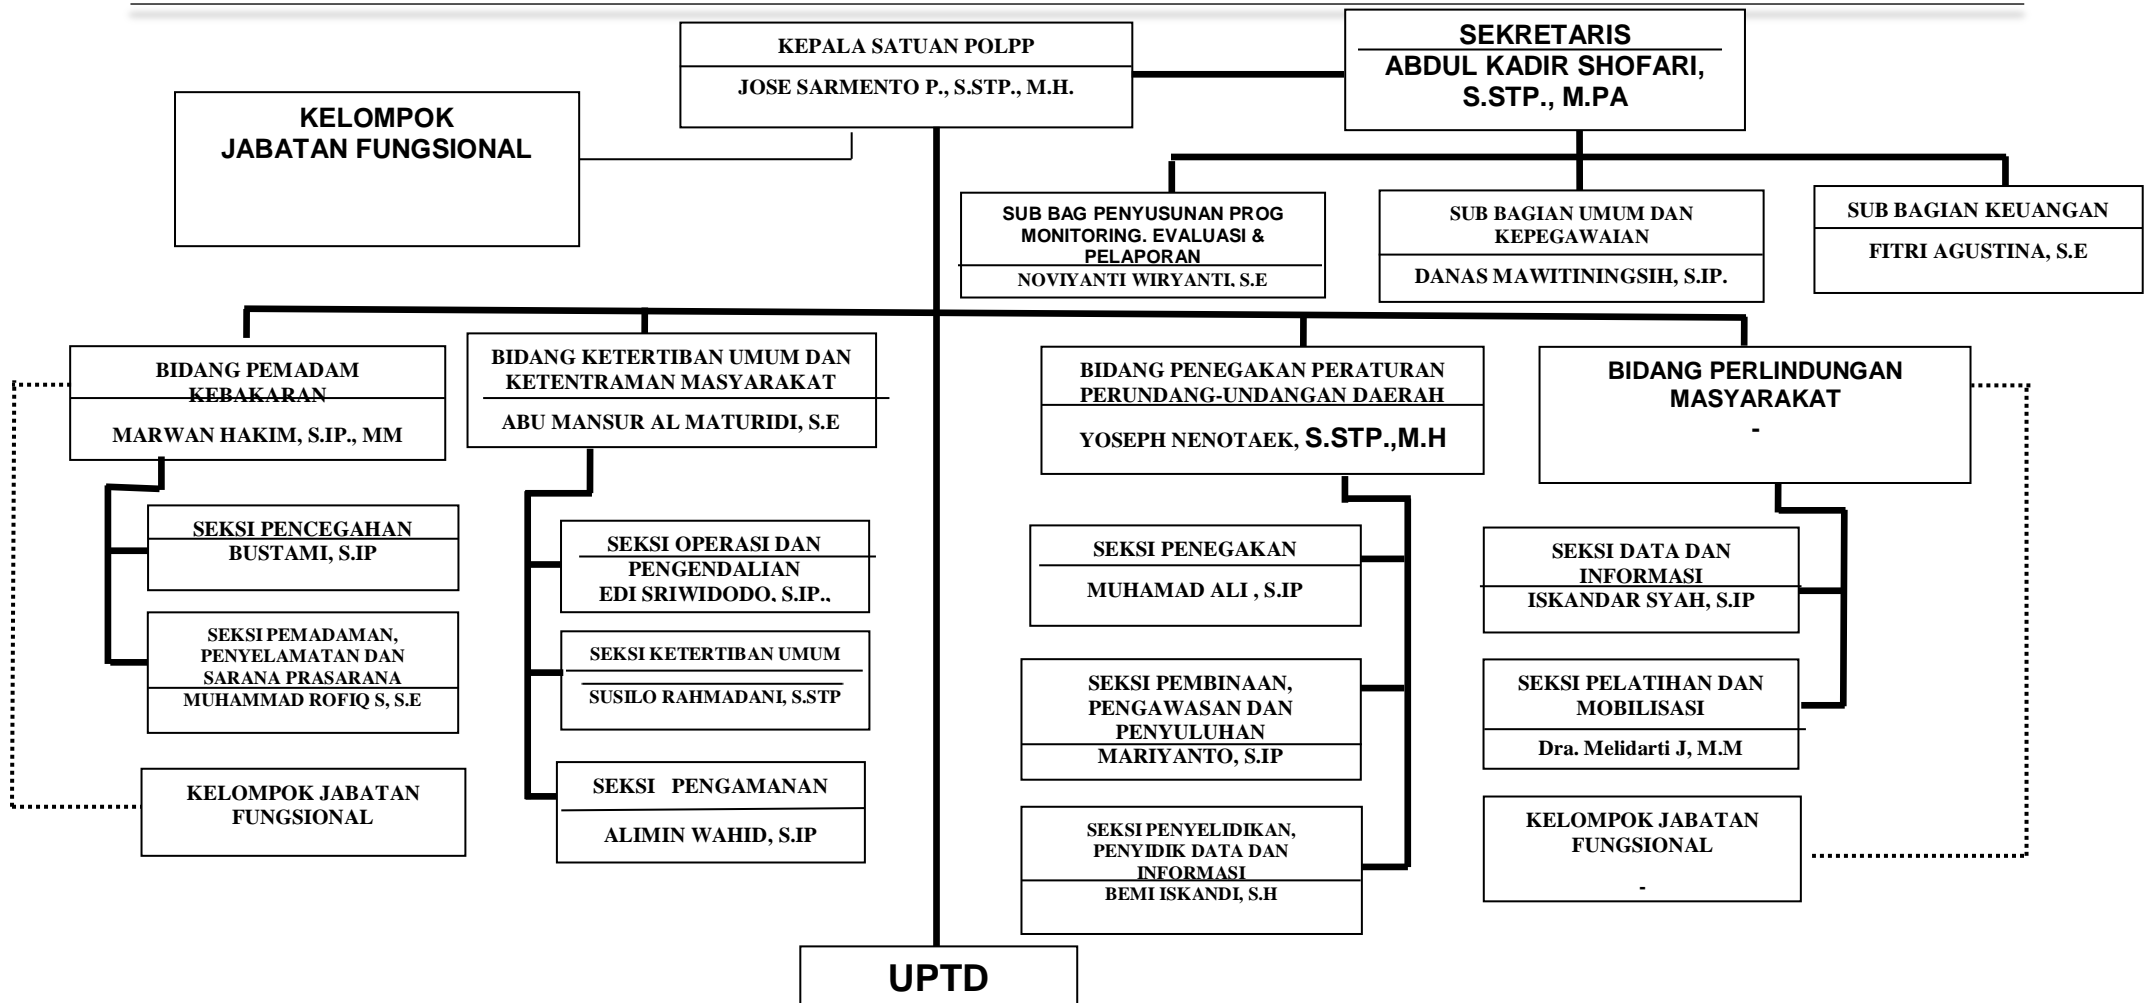 KEPALA SATUAN POLPP
JOSE SARMENTO P., S.STP., M.H.
SEKRETARIS
ABDUL KADIR SHOFARI,
S.STP., M.PA
KELOMPOK
JABATAN FUNGSIONAL
SUB BAG PENYUSUNAN PROG
MONITORING. EVALUASI &
PELAPORAN
NOVIYANTI WIRYANTI, S.E
SUB BAGIAN UMUM DAN
KEPEGAWAIAN
DANAS MAWITININGSIH, S.IP.
SUB BAGIAN KEUANGAN
FITRI AGUSTINA, S.E
BIDANG PEMADAM
KEBAKARAN
MARWAN HAKIM, S.IP., MM
BIDANG KETERTIBAN UMUM DAN
KETENTRAMAN MASYARAKAT
ABU MANSUR AL MATURIDI, S.E
BIDANG PENEGAKAN PERATURAN
PERUNDANG-UNDANGAN DAERAH
YOSEPH NENOTAEK, S.STP.,M.H
BIDANG PERLINDUNGAN
MASYARAKAT
-
SEKSI PENCEGAHAN
BUSTAMI, S.IP
SEKSI PEMADAMAN,
PENYELAMATAN DAN
SARANA PRASARANA
MUHAMMAD ROFIQ S, S.E
KELOMPOK JABATAN
FUNGSIONAL
SEKSI OPERASI DAN
PENGENDALIAN
EDI SRIWIDODO, S.IP.,
SEKSI KETERTIBAN UMUM
SUSILO RAHMADANI, S.STP
SEKSI PENGAMANAN
ALIMIN WAHID, S.IP
SEKSI PENEGAKAN
MUHAMAD ALI , S.IP
SEKSI PEMBINAAN,
PENGAWASAN DAN
PENYULUHAN
MARIYANTO, S.IP
SEKSI PENYELIDIKAN,
PENYIDIK DATA DAN
INFORMASI
BEMI ISKANDI, S.H
SEKSI DATA DAN
INFORMASI
ISKANDAR SYAH, S.IP
SEKSI PELATIHAN DAN
MOBILISASI
Dra. Melidarti J, M.M
KELOMPOK JABATAN
FUNGSIONAL
-
UPTD